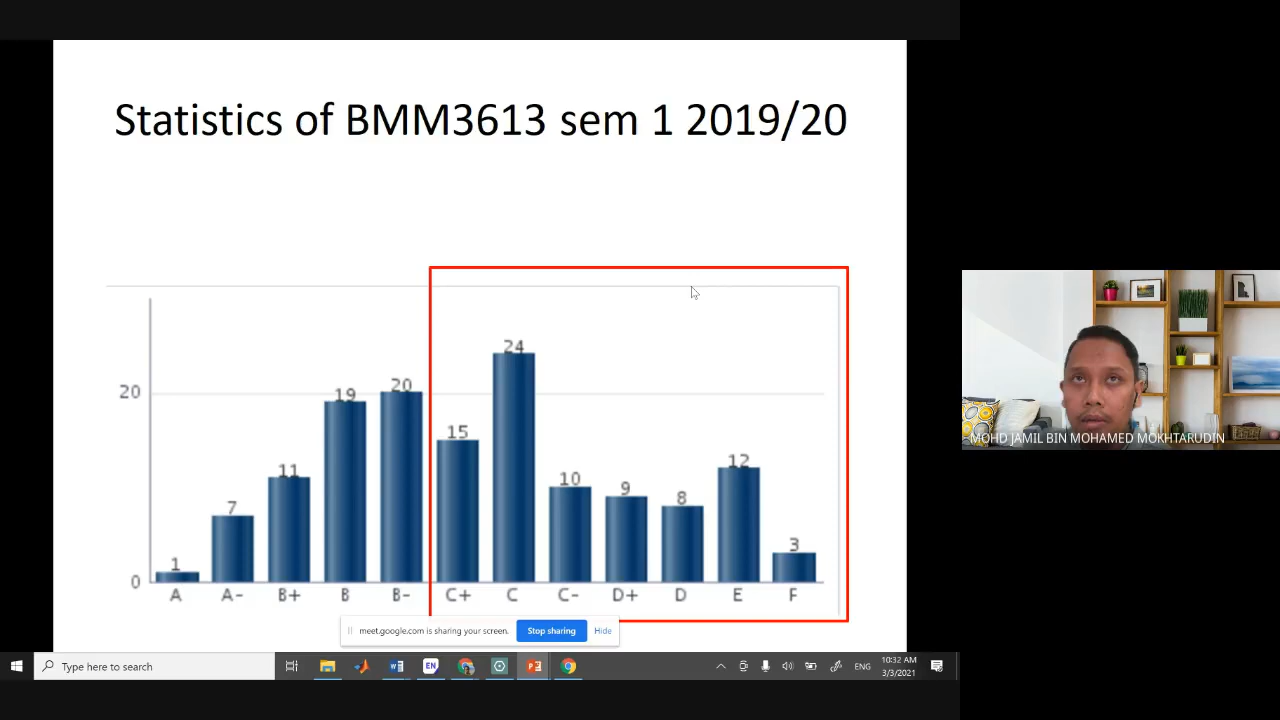 Statistics of BMM3613 sem 1 2019/20
24
20
19
20
15
12
11
10
9
8
7
3
1
0
A A- B+ B B- C+ C C- D+ D E F
MOHD JAMIL BIN MOHAMED MOKHTARUDIN
meet.google.com is sharing your screen. Stop sharing Hide
Type here to search
EN
ENG
10:32 AM
3/3/2021